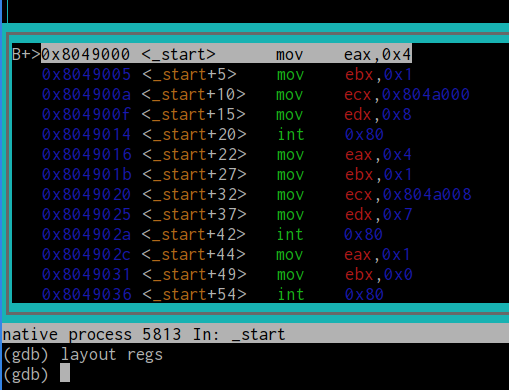 B+>0x8049000 <_start> mov eax,0x4
0x8049005 <_start+5> mov ebx,0x1
0x804900a <_start+10> mov ecx,0x804a000
0x804900f <_start+15> mov edx,0x8
0x8049014 <_start+20> int 0x80
0x8049016 <_start+22> mov eax,0x4
0x804901b <_start+27> mov ebx,0x1
0x8049020 <_start+32> mov ecx,0x804a008
0x8049025 <_start+37> mov edx,0x7
0x804902a <_start+42> int 0x80
0x804902c <_start+44> mov eax,0x1
0x8049031 <_start+49> mov ebx,0x0
0x8049036 <_start+54> int 0x80
native process 5813 In: _start
(gdb) layout regs
(gdb)